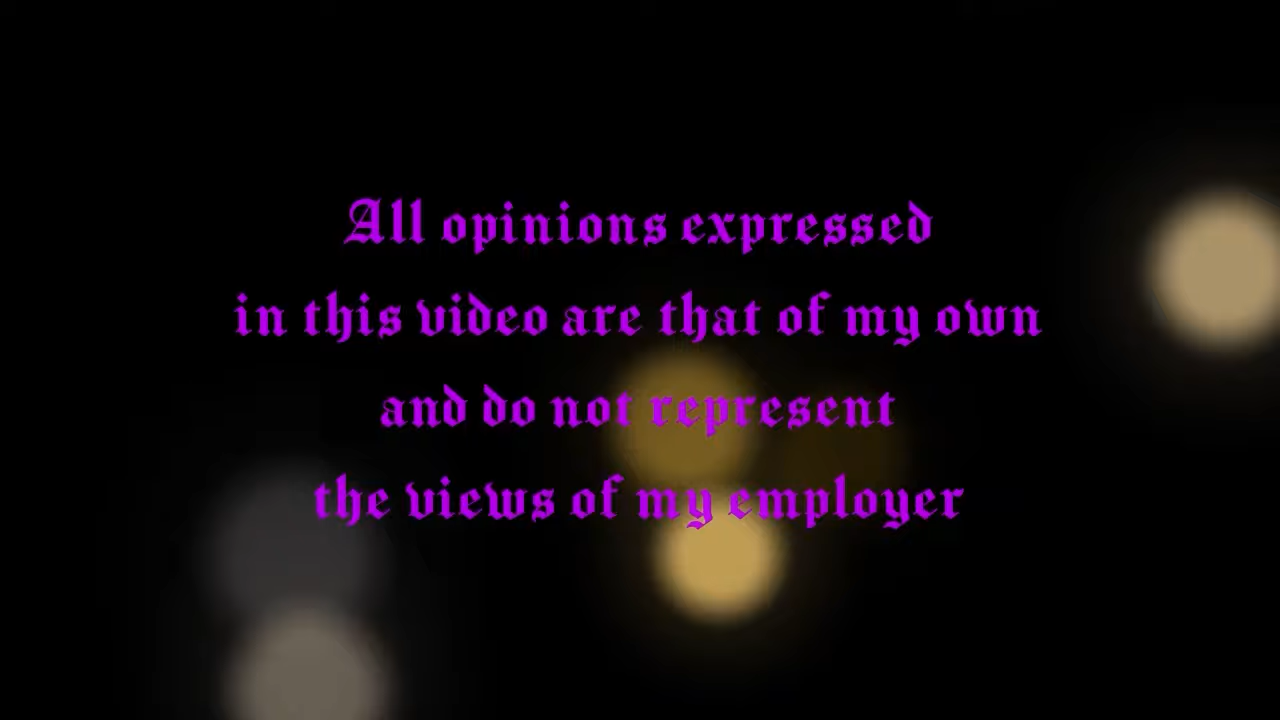 All opinions expressed
in this video are that of my own
and do not represent
the views of my employer